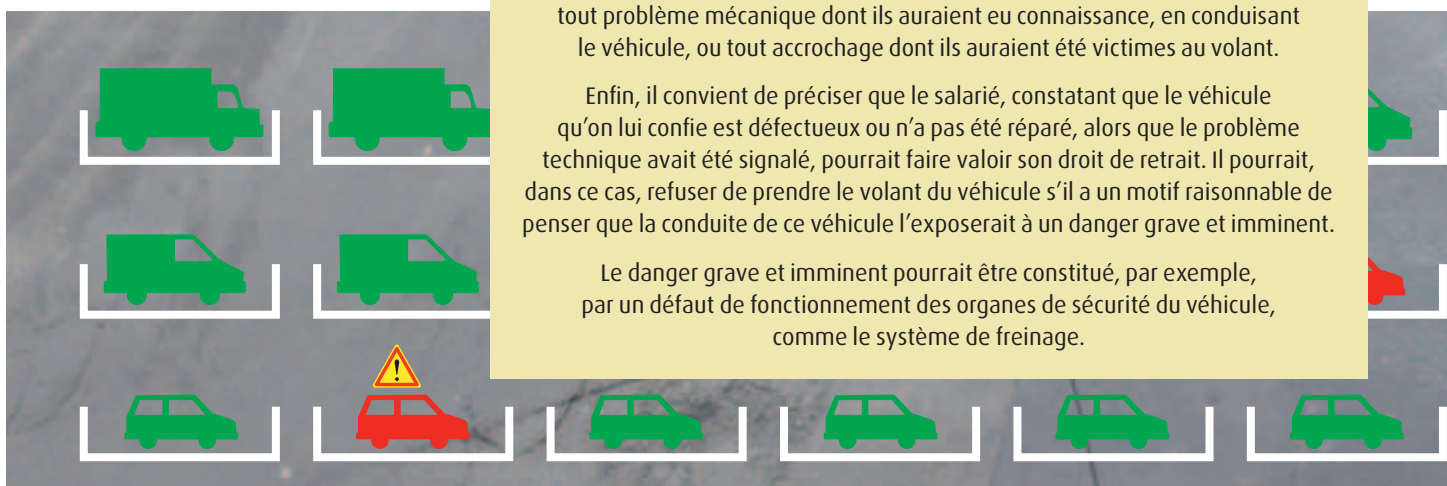 tout problème mécanique dont ils auraient eu connaissance, en conduisant
le véhicule, ou tout accrochage dont ils auraient été victimes au volant.
Enfin, il convient de préciser que le salarié, constatant que le véhicule
qu’on lui confie est défectueux ou n’a pas été réparé, alors que le problème
technique avait été signalé, pourrait faire valoir son droit de retrait. Il pourrait,
dans ce cas, refuser de prendre le volant du véhicule s’il a un motif raisonnable de
penser que la conduite de ce véhicule l’exposerait à un danger grave et imminent.
Le danger grave et imminent pourrait être constitué, par exemple,
par un défaut de fonctionnement des organes de sécurité du véhicule,
comme le système de freinage.
!